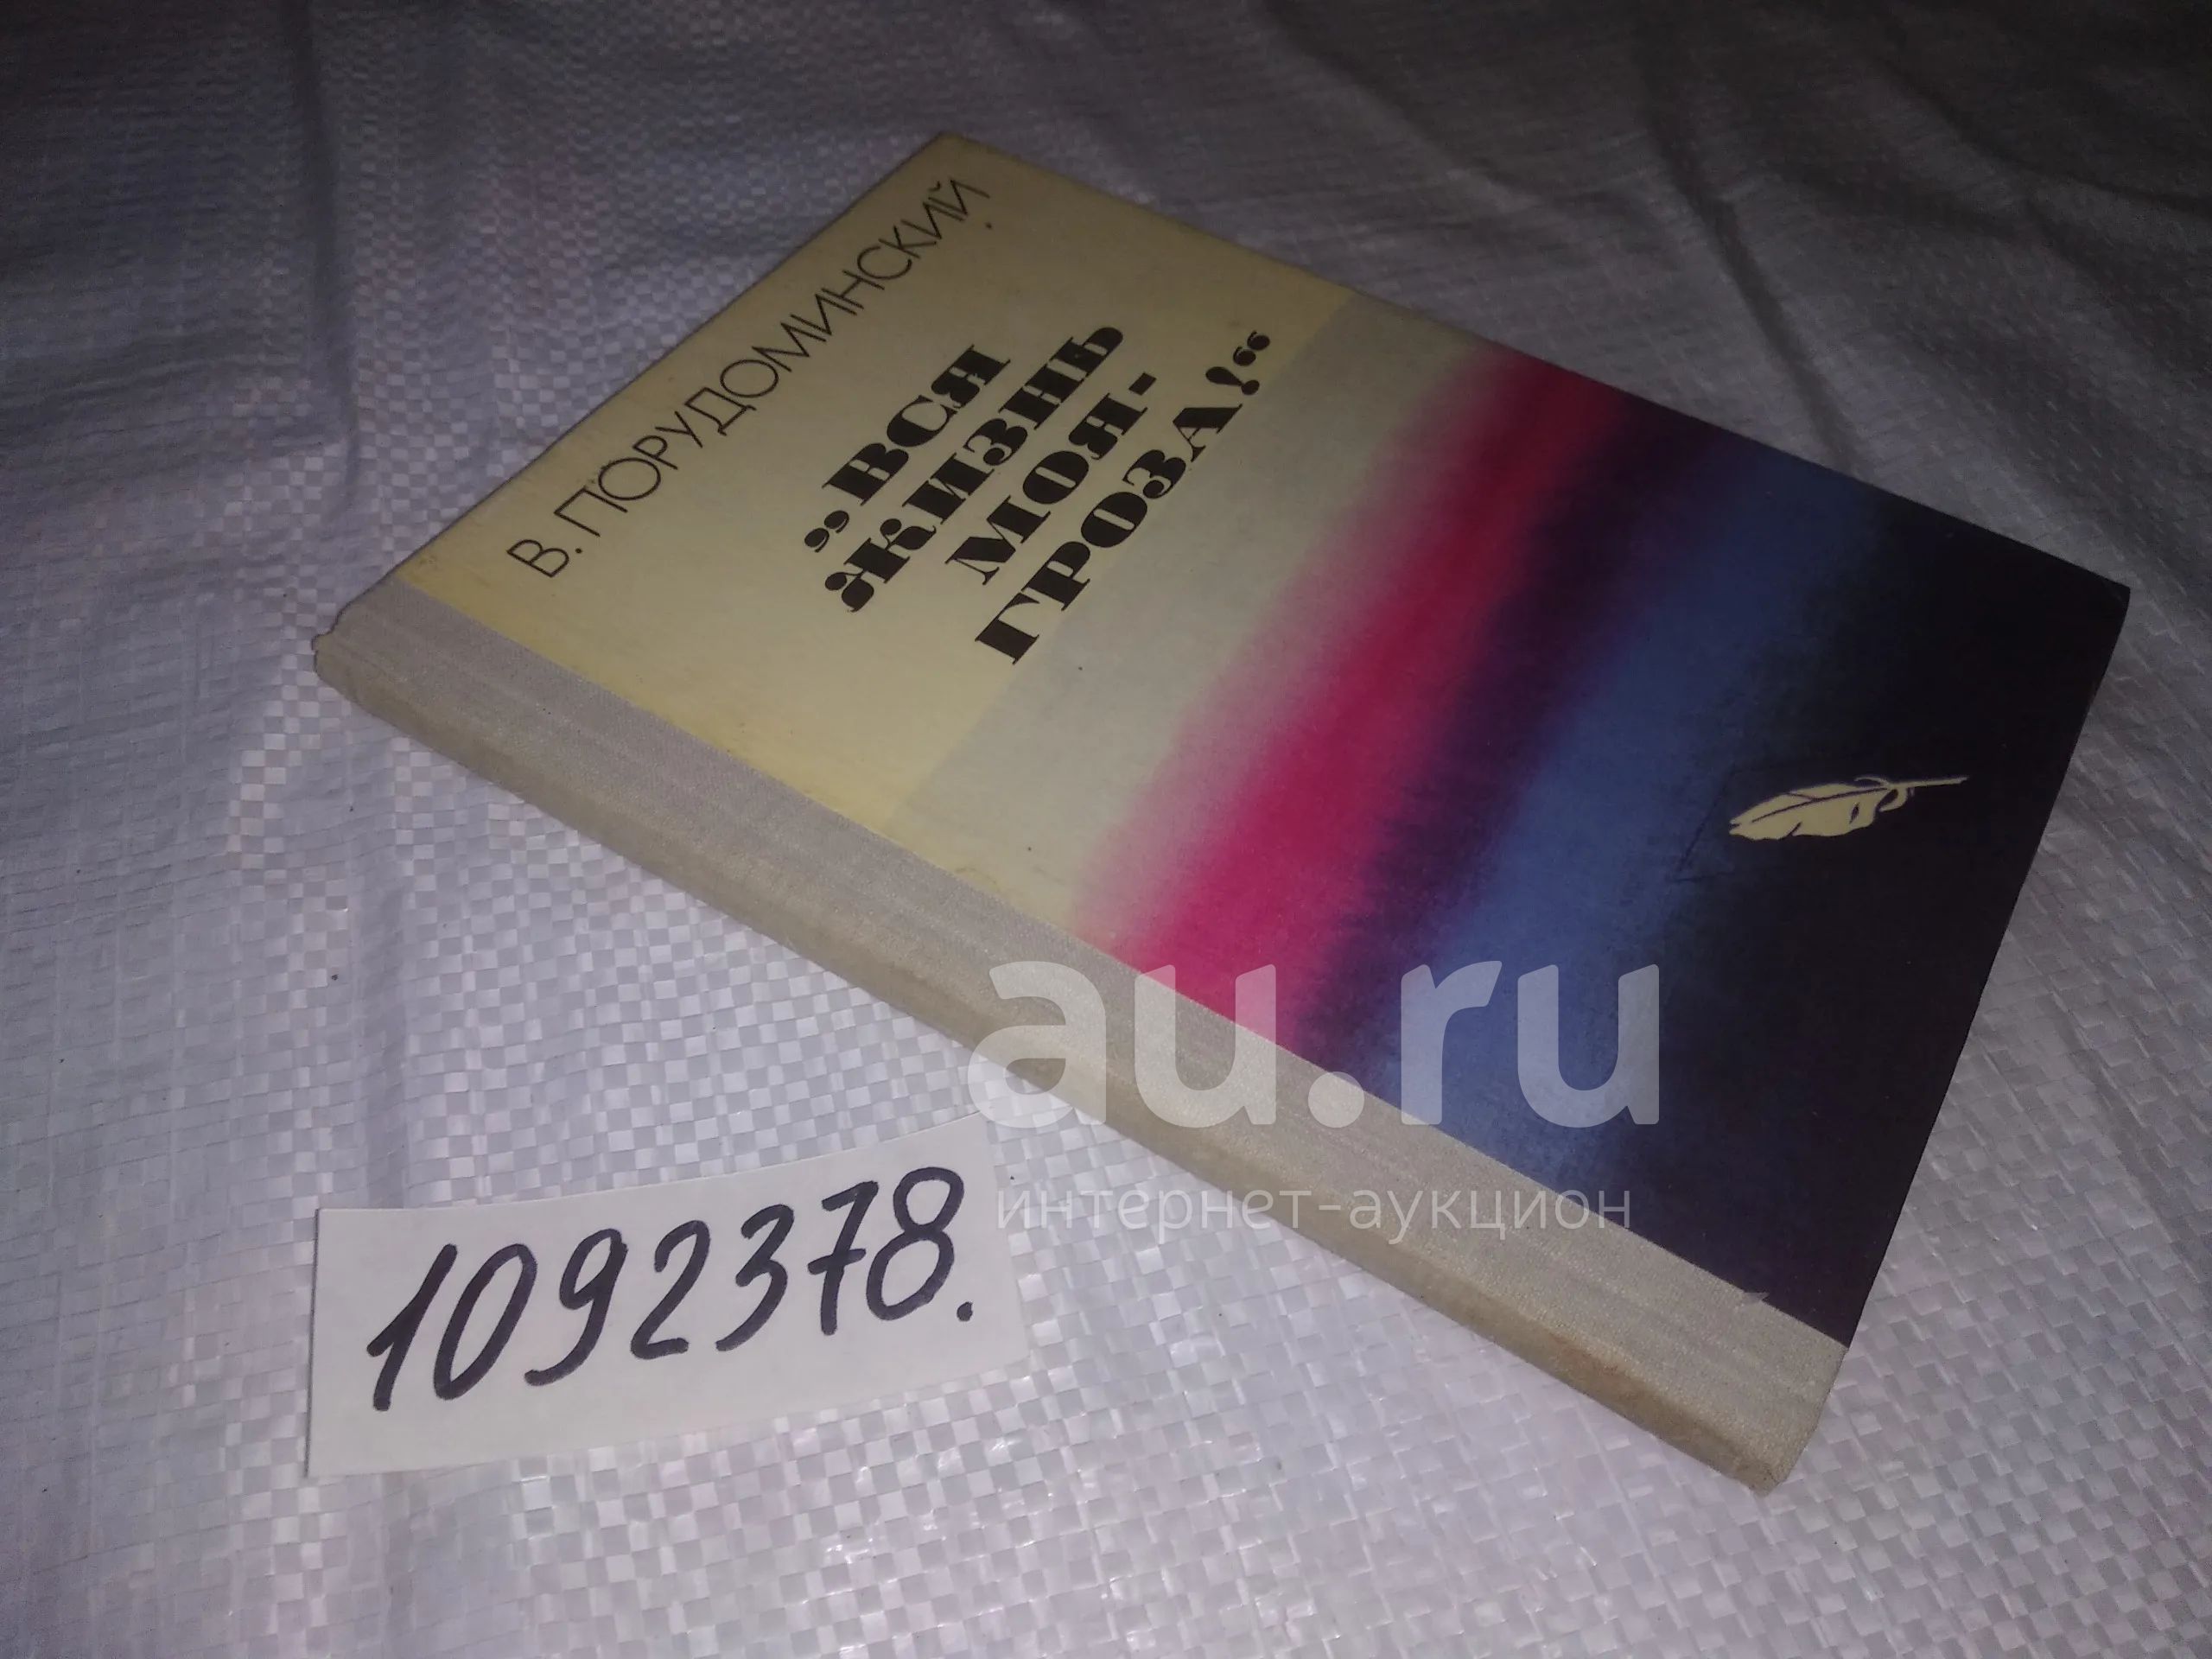 В. ПОРУДОМИНСКИЙ
„ВСЯ
ЖИЗНЬ
МОЯ-
ГРОЗА!“
au.ru
интернет-аукцион
1092378.